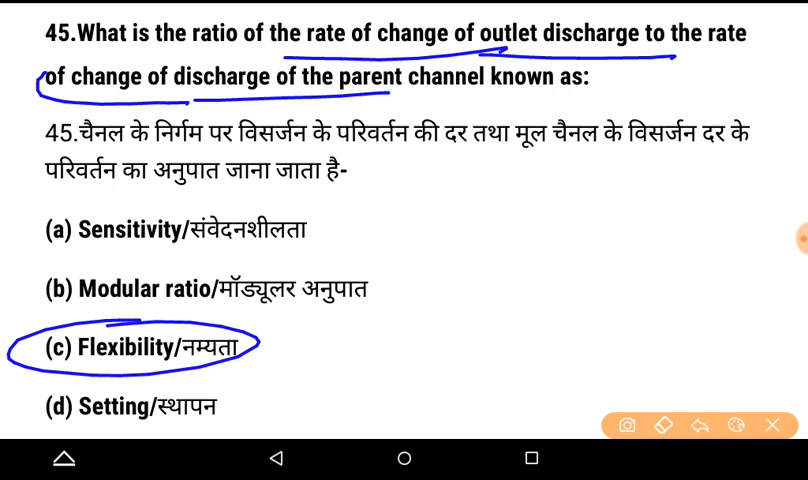 45.What is the ratio of the rate of change of outlet discharge to the rate
of change of discharge of the parent channel known as:
45.चैनल के निर्गम पर विसर्जन के परिवर्तन की दर तथा मूल चैनल के विसर्जन दर के
परिवर्तन का अनुपात जाना जाता है-
(a) Sensitivity/संवेदनशीलता
(b) Modular ratio/मॉड्यूलर अनुपात
(c) Flexibility/नम्यता
(d) Setting/स्थापन